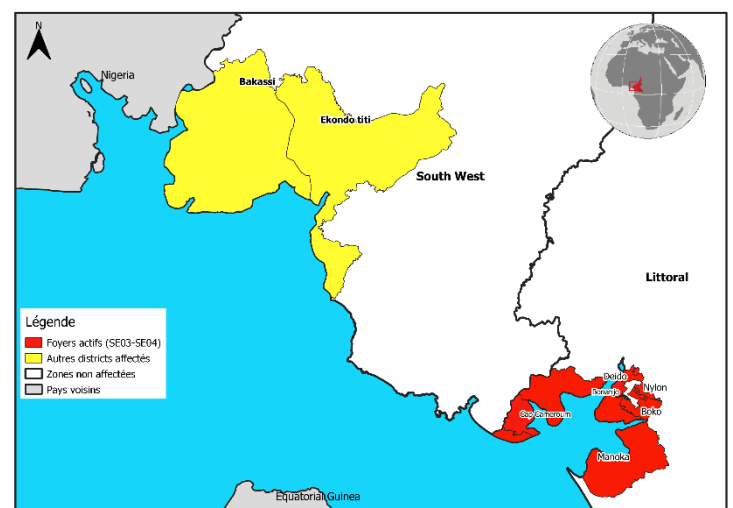 N
Nigeria
Bakassi
Ekondo titi
South West
Littoral
Légende
Foyers actifs (SE03-SE04)
Autres districts affectés
Zones non affectées
Pays voisins
Deido
Bonanjo
Nylon
Cap Cameroum
Boko
Manoka
Equatorial Guinea